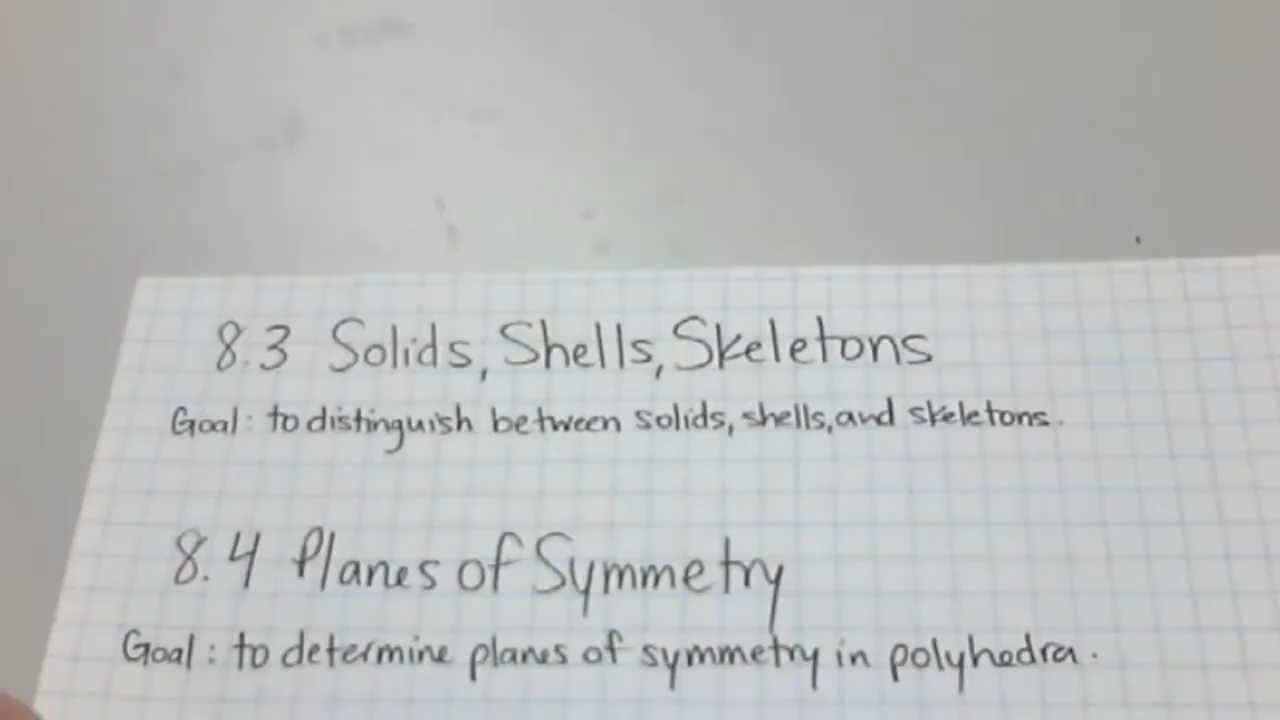 8.3 Solids, Shells, Skeletons
Goal: to distinguish between solids, shells, and skeletons.
8.4 Planes of Symmetry
Goal: to determine planes of symmetry in polyhedra.